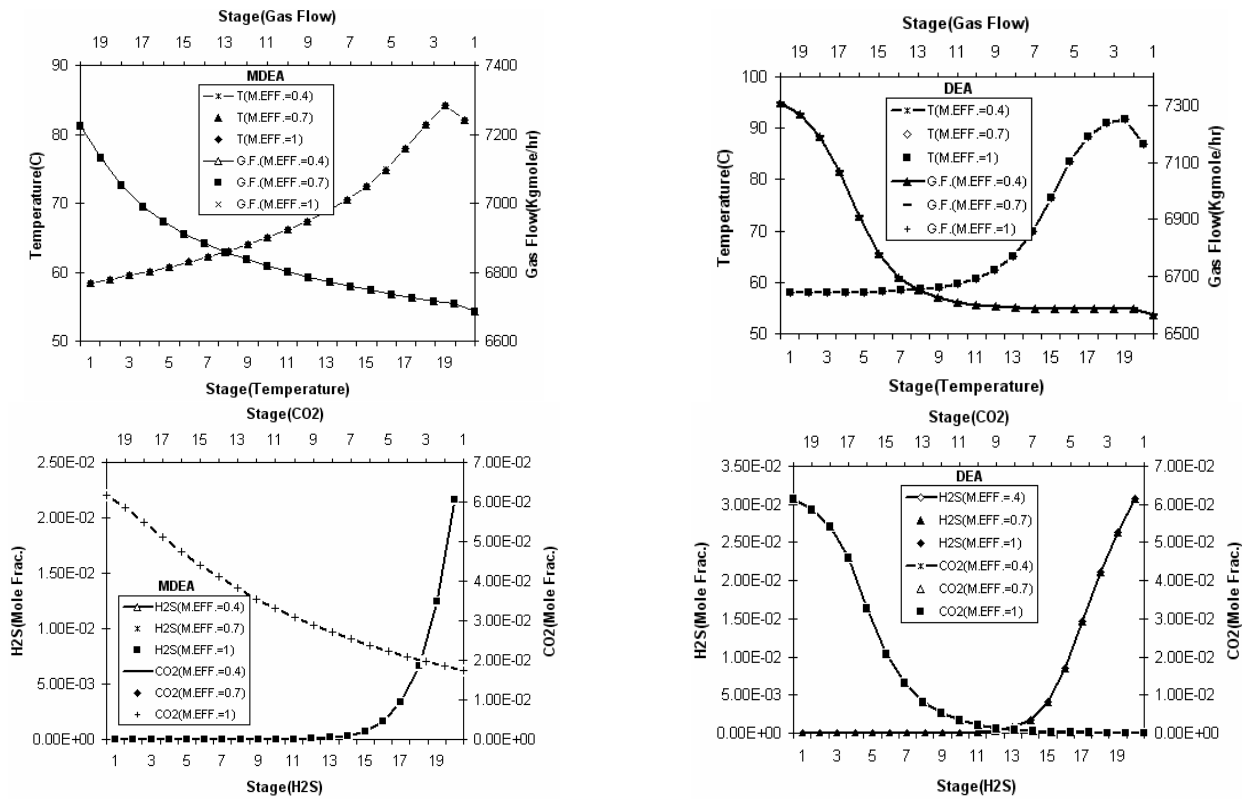 Stage(Gas Flow)
19 17 15 13 11 9 7 5 3 1
90 7400
80 7200
70 7000
60 6800
50 6600
Temperature(C)
Gas Flow(Kgmole/hr)
MDEA
T(M.EFF.=0.4)
T(M.EFF.=0.7)
T(M.EFF.=1)
G.F.(M.EFF.=0.4)
G.F.(M.EFF.=0.7)
G.F.(M.EFF.=1)
1 3 5 7 9 11 13 15 17 19
Stage(Temperature)
Stage(Gas Flow)
19 17 15 13 11 9 7 5 3 1
100
90
80
70
60
50
7300
7100
6900
6700
6500
Temperature(C)
Gas Flow(Kgmole/hr)
DEA
T(M.EFF.=0.4)
T(M.EFF.=0.7)
T(M.EFF.=1)
G.F.(M.EFF.=0.4)
G.F.(M.EFF.=0.7)
G.F.(M.EFF.=1)
1 3 5 7 9 11 13 15 17 19
Stage(Temperature)
Stage(CO2)
19 17 15 13 11 9 7 5 3 1
2.50E-02
2.00E-02
1.50E-02
1.00E-02
5.00E-03
0.00E+00
7.00E-02
6.00E-02
5.00E-02
4.00E-02
3.00E-02
2.00E-02
1.00E-02
0.00E+00
H2S(Mole Frac.)
CO2(Mole Frac.)
MDEA
H2S(M.EFF.=0.4)
H2S(M.EFF.=0.7)
H2S(M.EFF.=1)
CO2(M.EFF.=0.4)
CO2(M.EFF.=0.7)
CO2(M.EFF.=1)
1 3 5 7 9 11 13 15 17 19
Stage(H2S)
Stage(CO2)
19 17 15 13 11 9 7 5 3 1
3.50E-02 7.00E-02
3.00E-02 6.00E-02
2.50E-02 5.00E-02
2.00E-02 4.00E-02
1.50E-02 3.00E-02
1.00E-02 2.00E-02
5.00E-03 1.00E-02
0.00E+00 0.00E+00
H2S(Mole Frac.)
CO2(Mole Frac.)
DEA
H2S(M.EFF.=.4)
H2S(M.EFF.=0.7)
H2S(M.EFF.=1)
CO2(M.EFF.=0.4)
CO2(M.EFF.=0.7)
CO2(M.EFF.=1)
1 3 5 7 9 11 13 15 17 19
Stage(H2S)